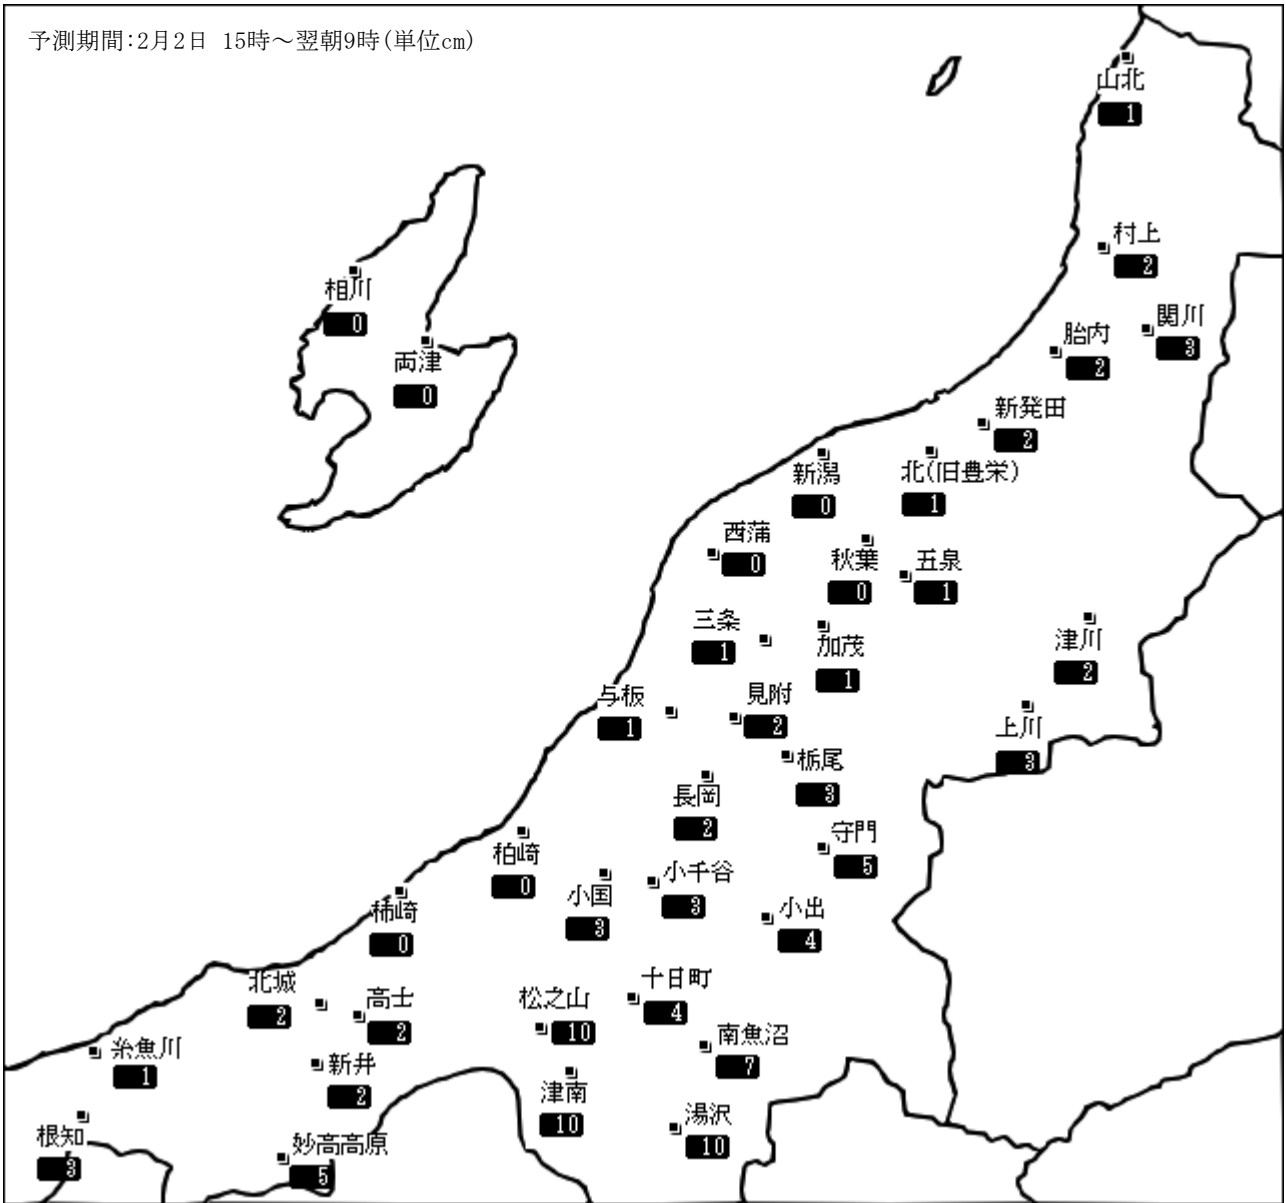 予測期間:2月2日 15時～翌朝9時(単位cm)
山北
1
村上
2
関川
3
胎内
2
相川
0
両津
0
新発田
2
新潟
0
北(旧豊栄)
1
西蒲
0
秋葉
0
五泉
1
三条
1
加茂
1
津川
2
与板
1
見附
2
上川
3
栃尾
3
長岡
2
守門
5
柏崎
0
小国
3
小千谷
3
小出
4
柿崎
0
北城
2
高士
2
松之山
10
十日町
4
南魚沼
7
糸魚川
1
新井
2
津南
10
湯沢
10
根知
3
妙高高原
5